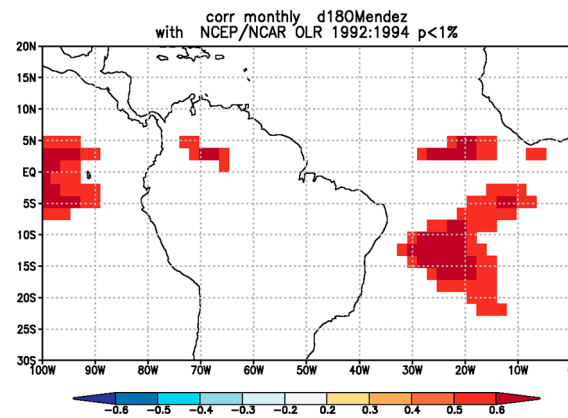 corr monthly d18OMendez
with NCEP/NCAR OLR 1992:1994 p<1%
20N
15N
10N
5N
EQ
5S
10S
15S
20S
25S
30S
100W 90W 80W 70W 60W 50W 40W 30W 20W 10W
-0.6 -0.5 -0.4 -0.3 -0.2 0.2 0.3 0.4 0.5 0.6